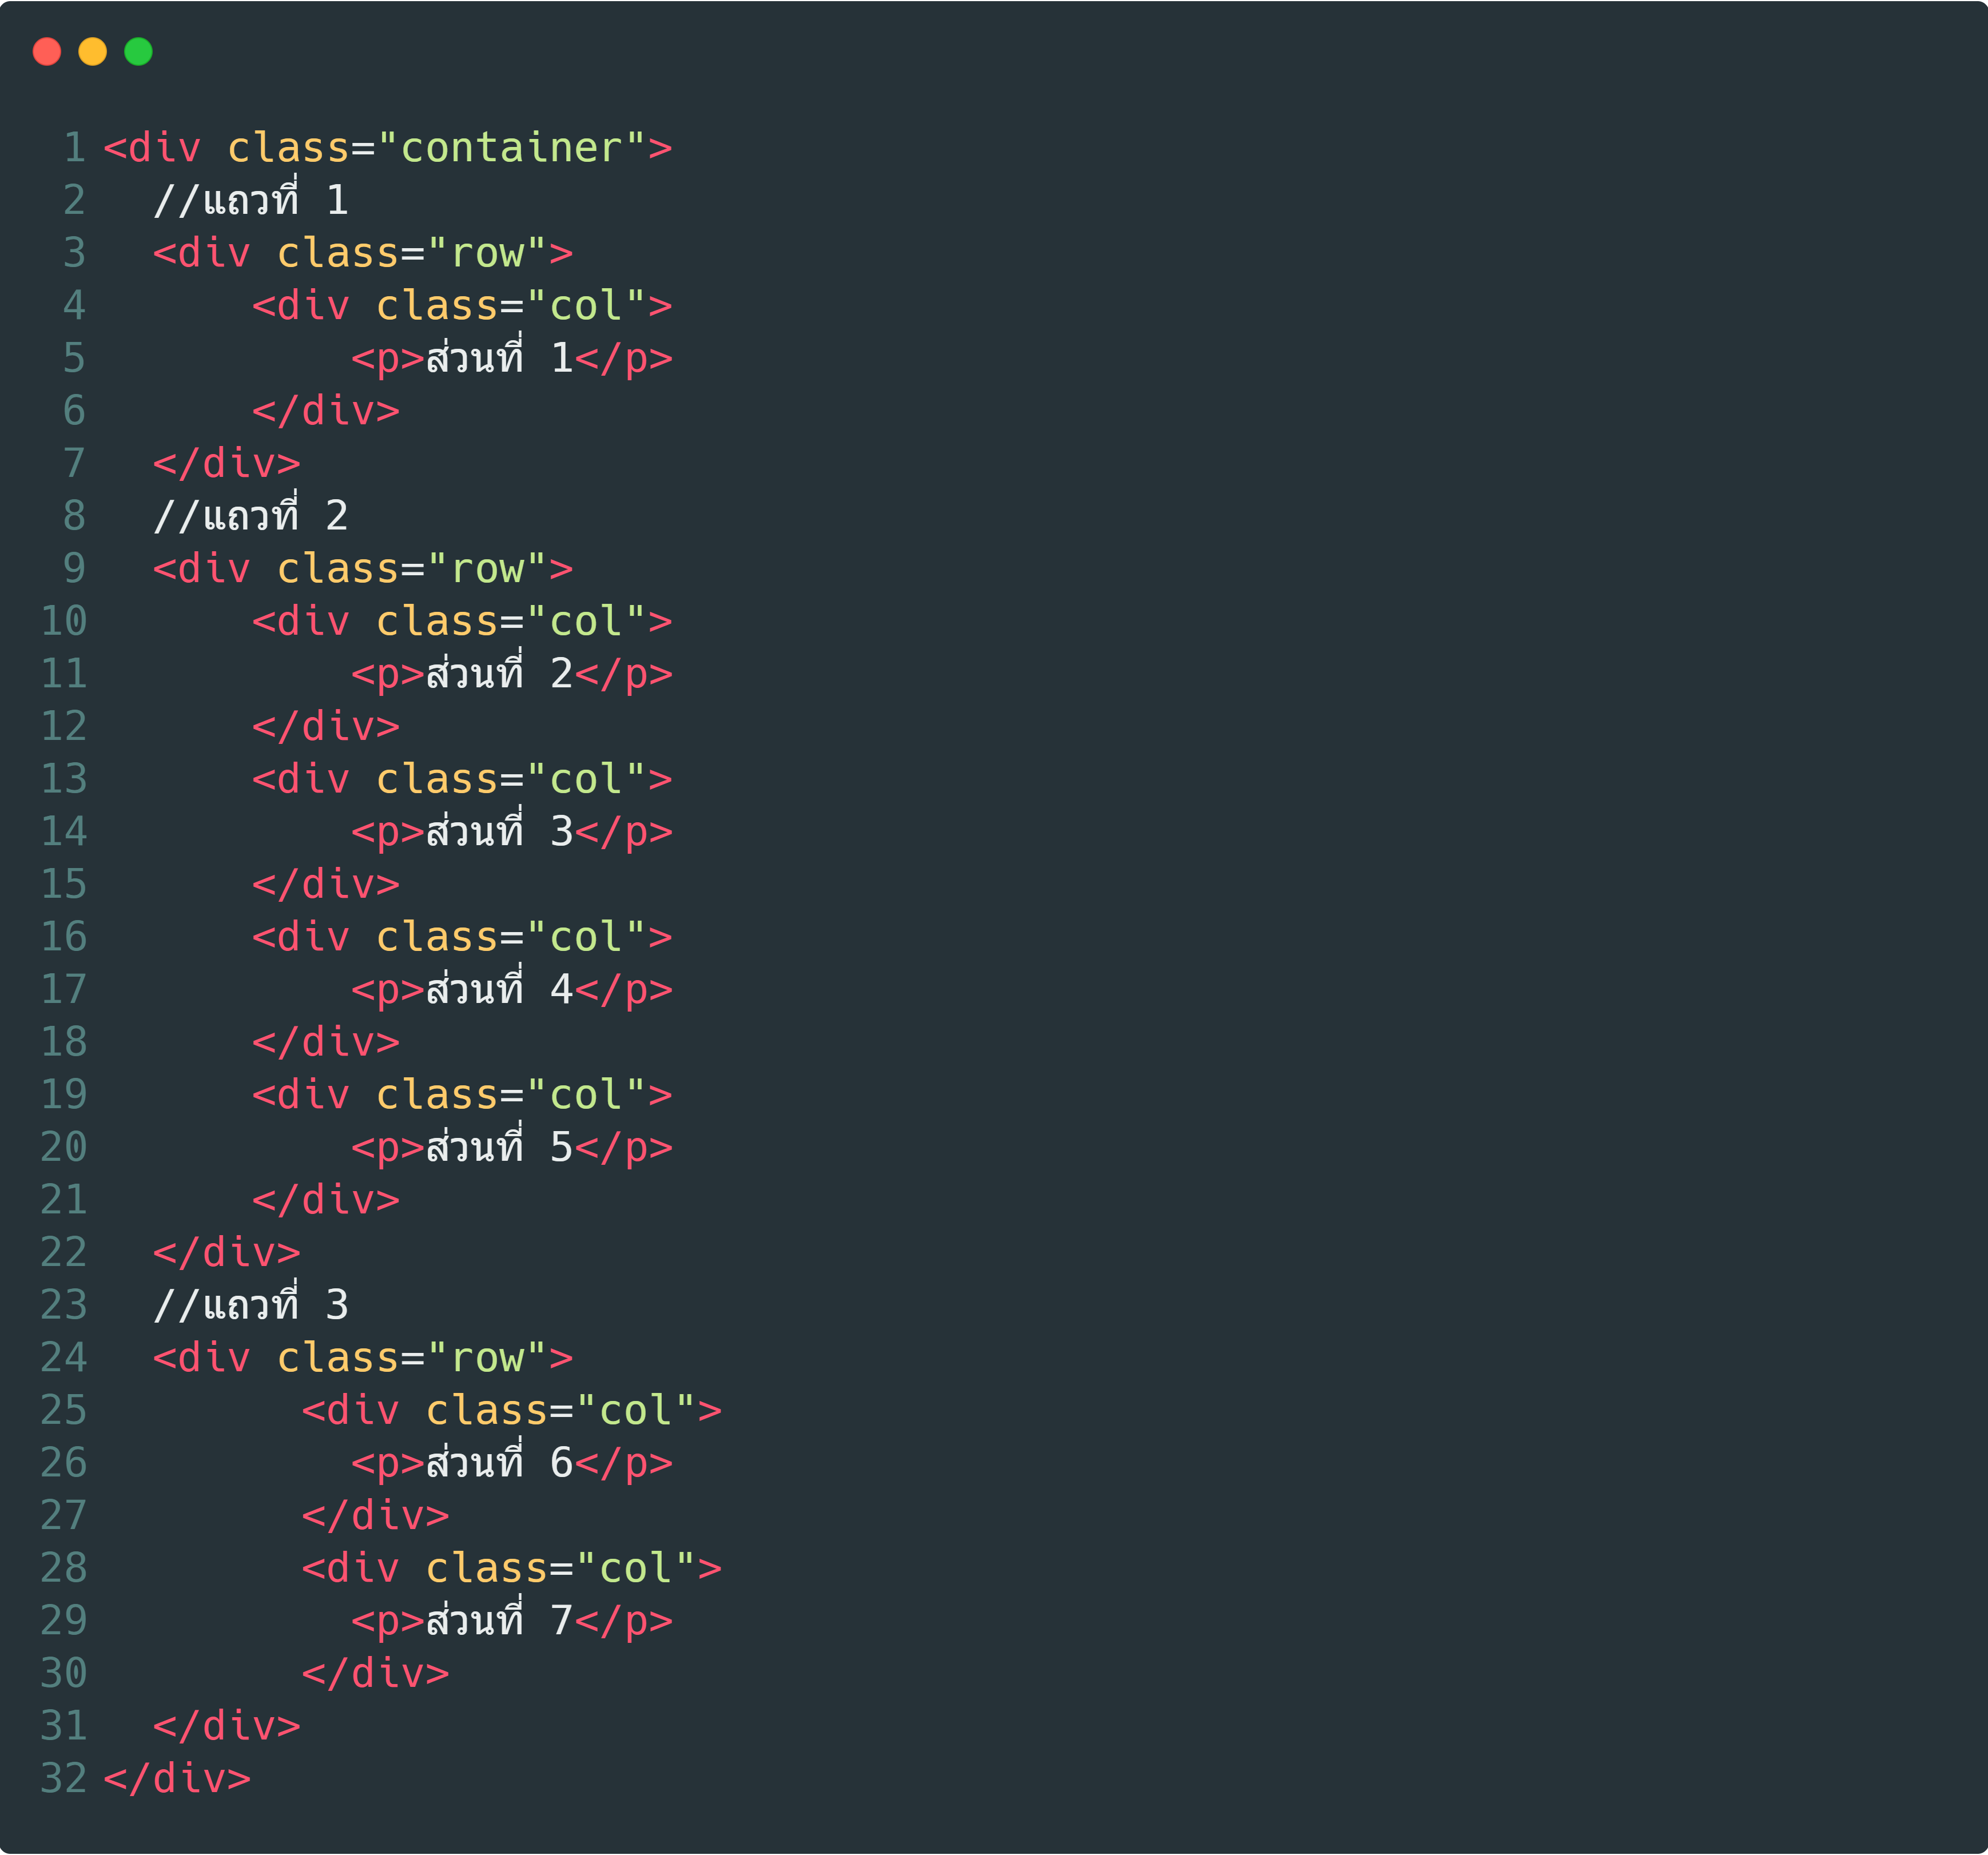 1 <div class="container">
2   //แถวที่ 1
3   <div class="row">
4       <div class="col">
5           <p>ส่วนที่ 1</p>
6       </div>
7   </div>
8   //แถวที่ 2
9   <div class="row">
10       <div class="col">
11           <p>ส่วนที่ 2</p>
12       </div>
13       <div class="col">
14           <p>ส่วนที่ 3</p>
15       </div>
16       <div class="col">
17           <p>ส่วนที่ 4</p>
18       </div>
19       <div class="col">
20           <p>ส่วนที่ 5</p>
21       </div>
22   </div>
23   //แถวที่ 3
24   <div class="row">
25         <div class="col">
26           <p>ส่วนที่ 6</p>
27         </div>
28         <div class="col">
29           <p>ส่วนที่ 7</p>
30         </div>
31   </div>
32 </div>